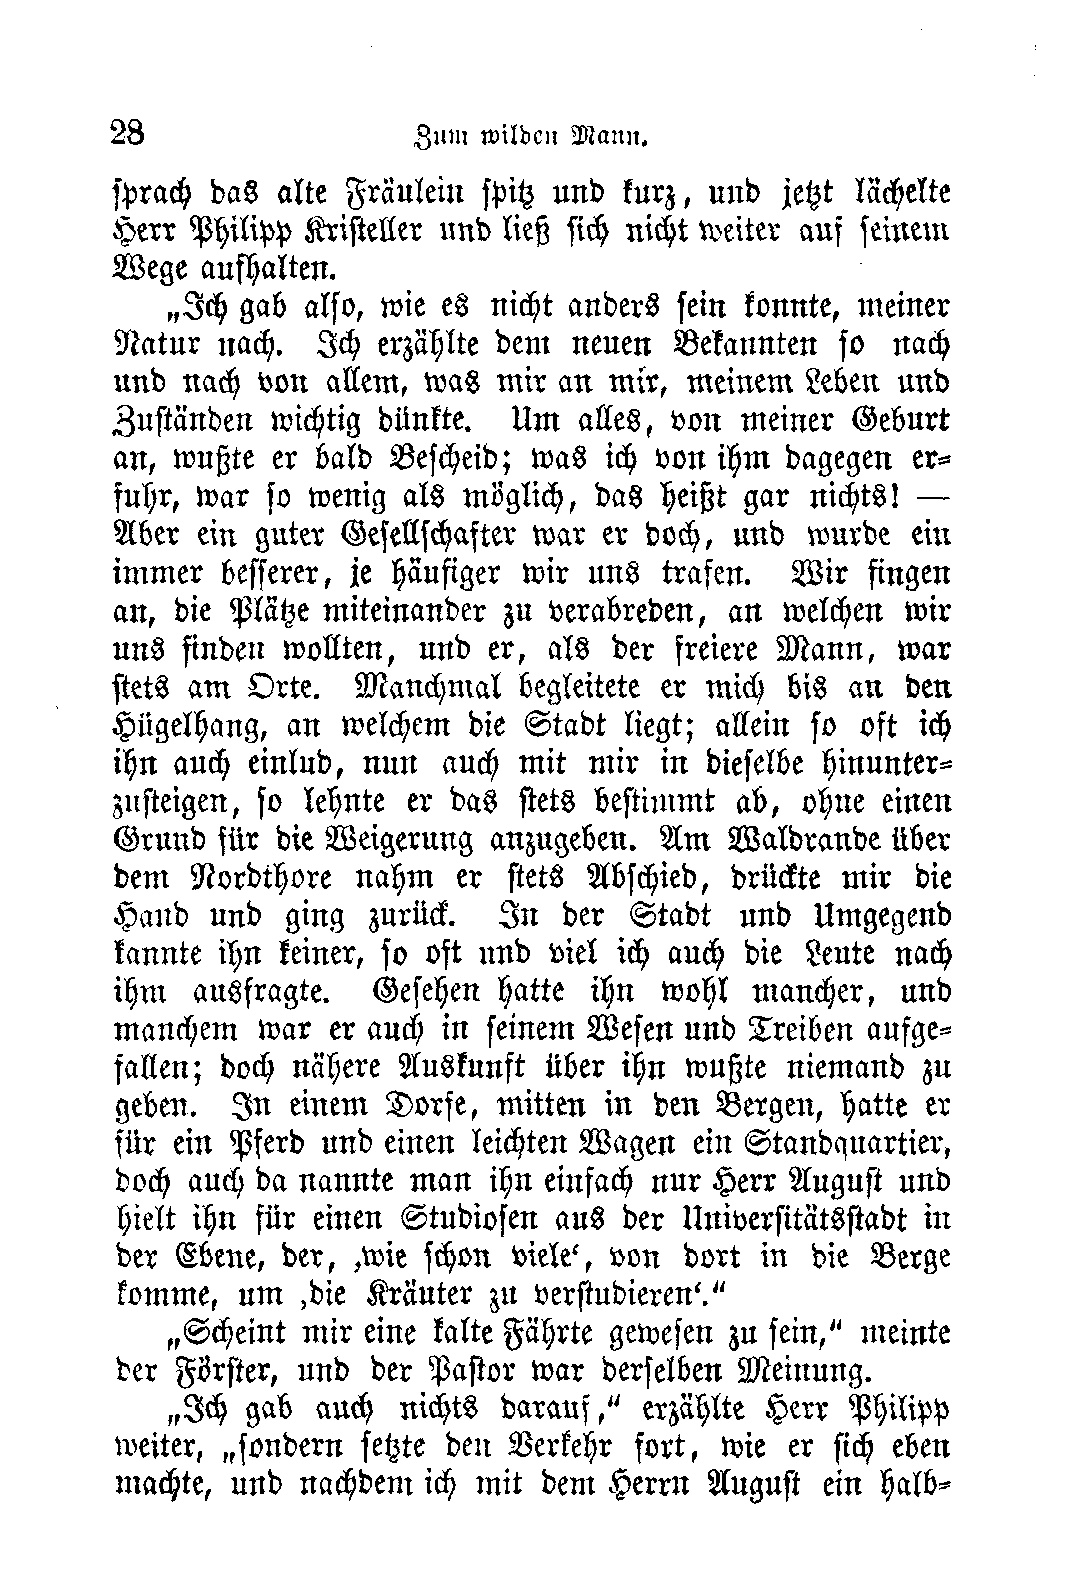 28 Zum wilden Mann.
sprach das alte Fräulein spitz und kurz, und jetzt lächelte
Herr Philipp Kristeller und ließ sich nicht weiter auf seinem
Wege aufhalten.
„Ich gab also, wie es nicht anders sein konnte, meiner
Natur nach. Ich erzählte dem neuen Bekannten so nach
und nach von allem, was mir an mir, meinem Leben und
Zuständen wichtig dünkte. Um alles, von meiner Geburt
an, wußte er bald Bescheid; was ich von ihm dagegen er-
fuhr, war so wenig als möglich, das heißt gar nichts! —
Aber ein guter Gesellschafter war er doch, und wurde ein
immer besserer, je häufiger wir uns trafen. Wir fingen
an, die Plätze miteinander zu verabreden, an welchen wir
uns finden wollten, und er, als der freiere Mann, war
stets am Orte. Manchmal begleitete er mich bis an den
Hügelhang, an welchem die Stadt liegt; allein so oft ich
ihn auch einlud, nun auch mit mir in dieselbe hinunter-
zusteigen, so lehnte er das stets bestimmt ab, ohne einen
Grund für die Weigerung anzugeben. Am Waldrande über
dem Nordthore nahm er stets Abschied, drückte mir die
Hand und ging zurück. In der Stadt und Umgegend
kannte ihn keiner, so oft und viel ich auch die Leute nach
ihm ausfragte. Gesehen hatte ihn wohl mancher, und
manchem war er auch in seinem Wesen und Treiben aufge-
fallen; doch nähere Auskunft über ihn wußte niemand zu
geben. In einem Dorfe, mitten in den Bergen, hatte er
für ein Pferd und einen leichten Wagen ein Standquartier,
doch auch da nannte man ihn einfach nur Herr August und
hielt ihn für einen Studiosen aus der Universitätsstadt in
der Ebene, der, ‚wie schon viele‘, von dort in die Berge
komme, um ‚die Kräuter zu verstudieren‘.“
„Scheint mir eine kalte Fährte gewesen zu sein,“ meinte
der Förster, und der Pastor war derselben Meinung.
„Ich gab auch nichts darauf,“ erzählte Herr Philipp
weiter, „sondern setzte den Verkehr fort, wie er sich eben
machte, und nachdem ich mit dem Herrn August ein halb-